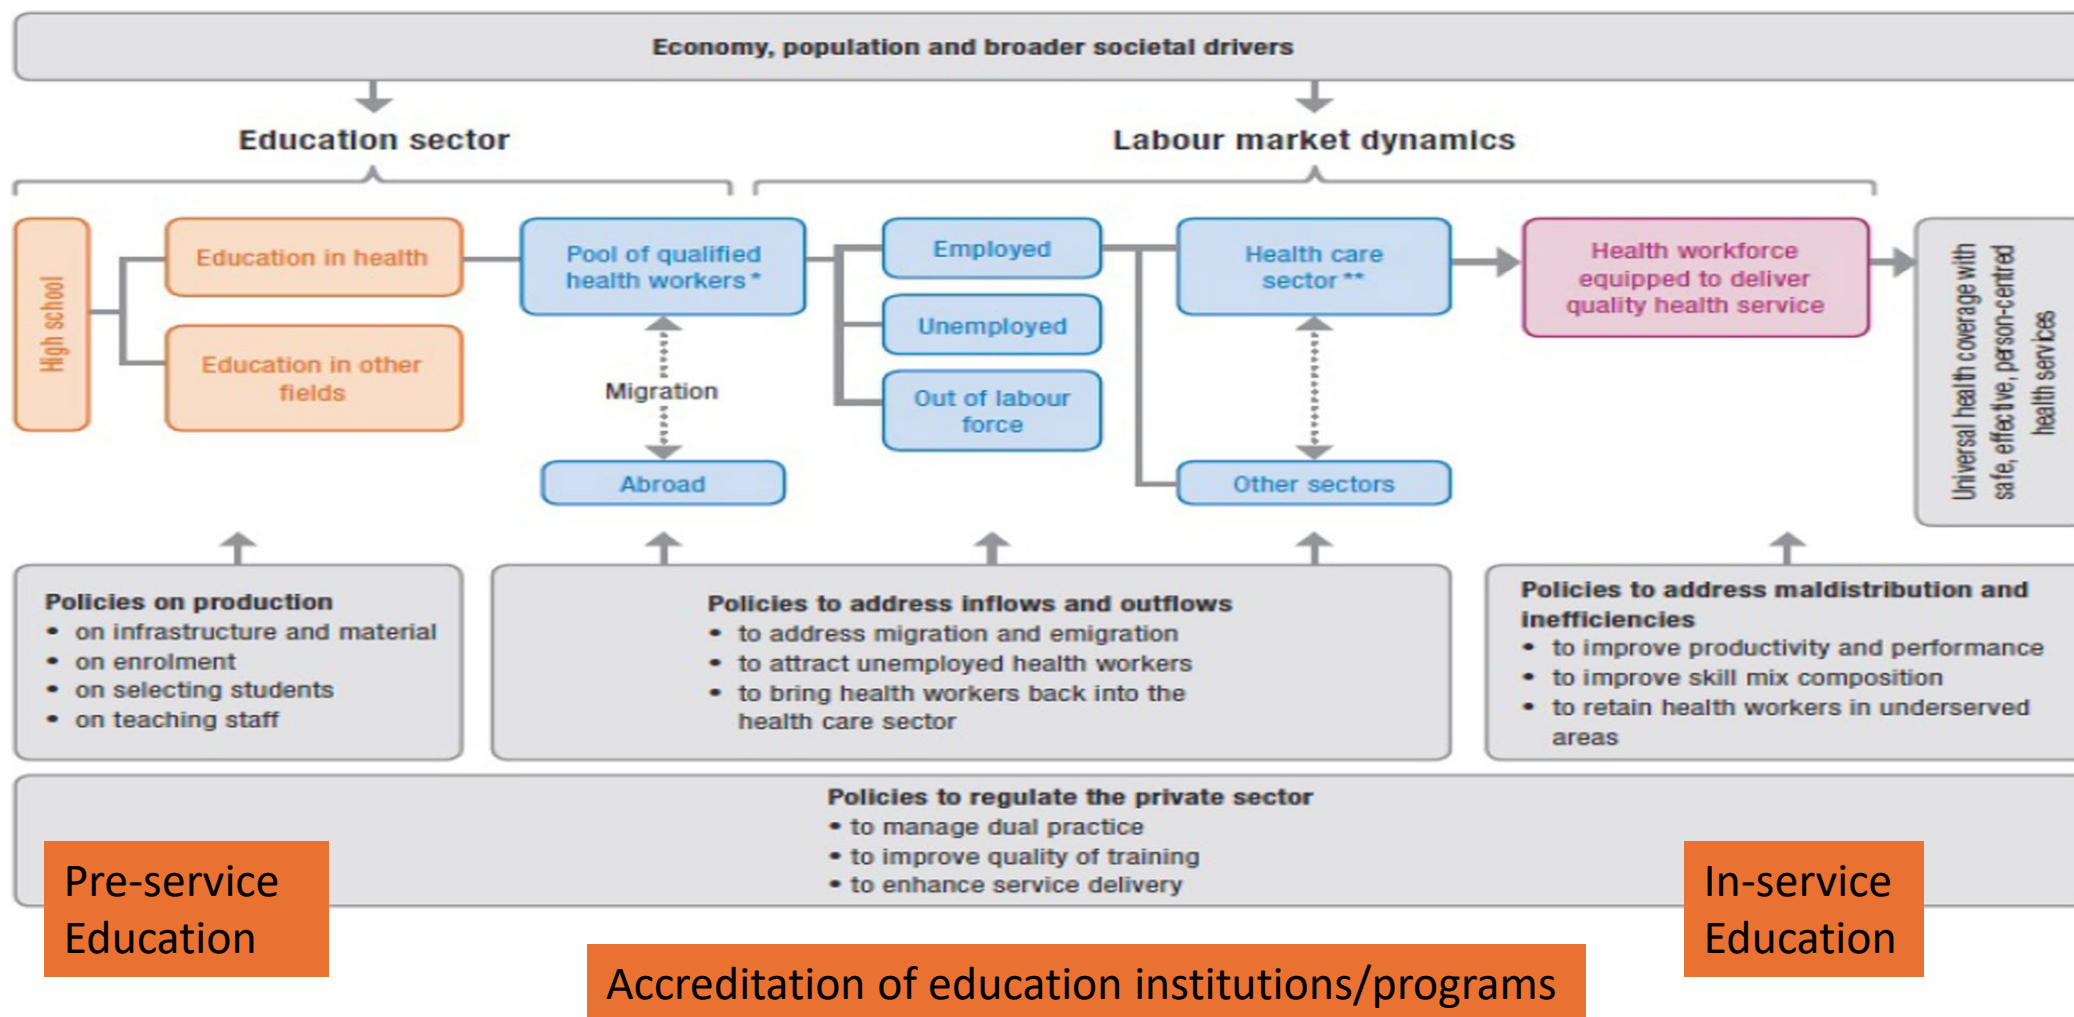 Economy, population and broader societal drivers
Education sector
Labour market dynamics
High school
Education in health
Education in other
fields
Pool of qualified
health workers *
Migration
Abroad
Employed
Unemployed
Out of labour
force
Health care
sector **
Other sectors
Health workforce
equipped to deliver
quality health service
Universal health coverage with
safe, effective, person-centred
health services
Policies on production
• on infrastructure and material
• on enrolment
• on selecting students
• on teaching staff
Policies to address inflows and outflows
• to address migration and emigration
• to attract unemployed health workers
• to bring health workers back into the
health care sector
Policies to address maldistribution and
inefficiencies
• to improve productivity and performance
• to improve skill mix composition
• to retain health workers in underserved
areas
Policies to regulate the private sector
• to manage dual practice
• to improve quality of training
• to enhance service delivery
Pre-service
Education
In-service
Education
Accreditation of education institutions/programs